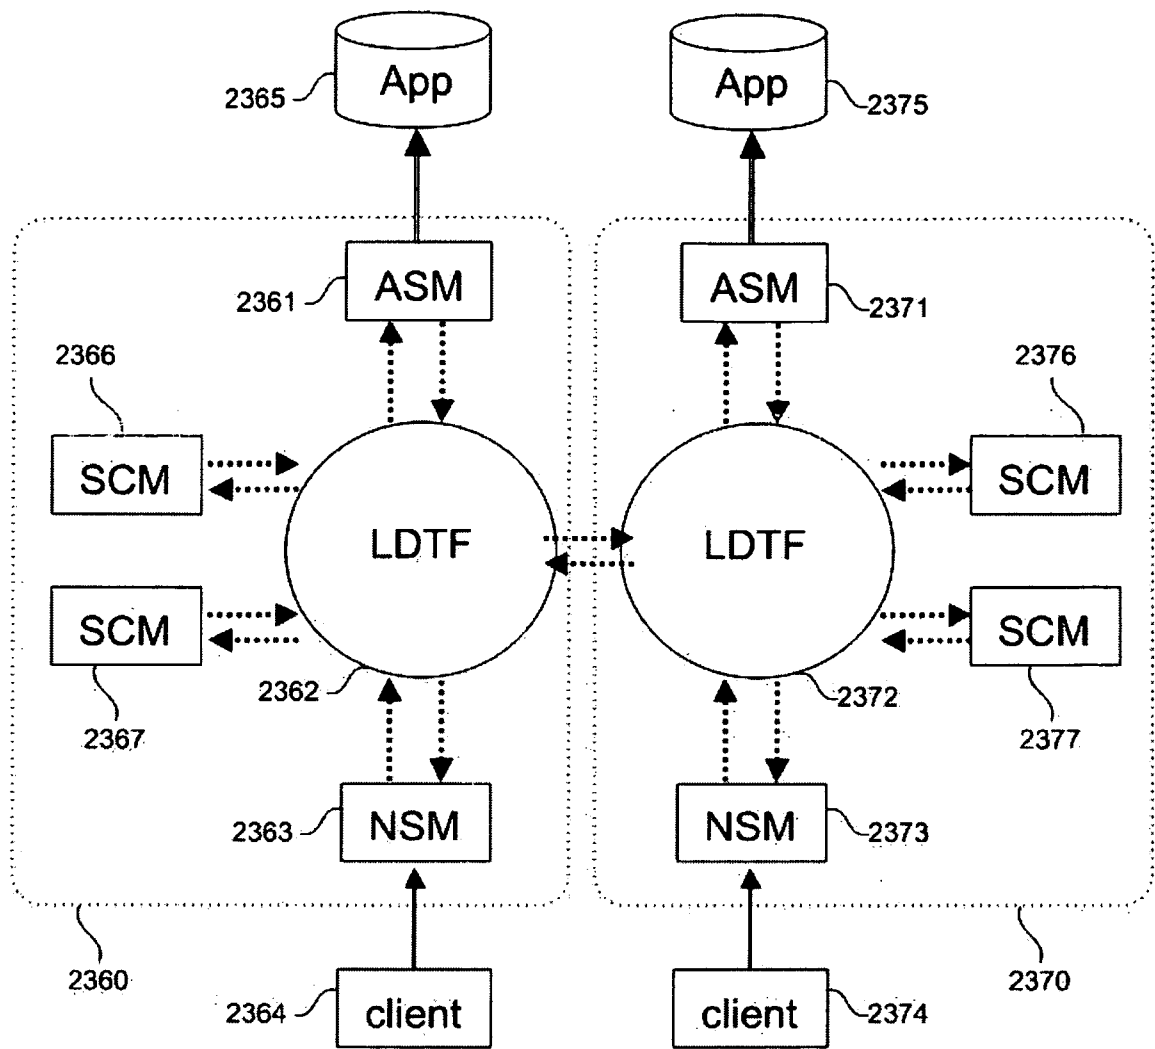 App
App
2365
2375
ASM
ASM
2361
2371
2366
2376
SCM
SCM
LDTF
LDTF
SCM
SCM
2362
2372
2367
2377
NSM
NSM
2363
2373
2360
2370
client
client
2364
2374